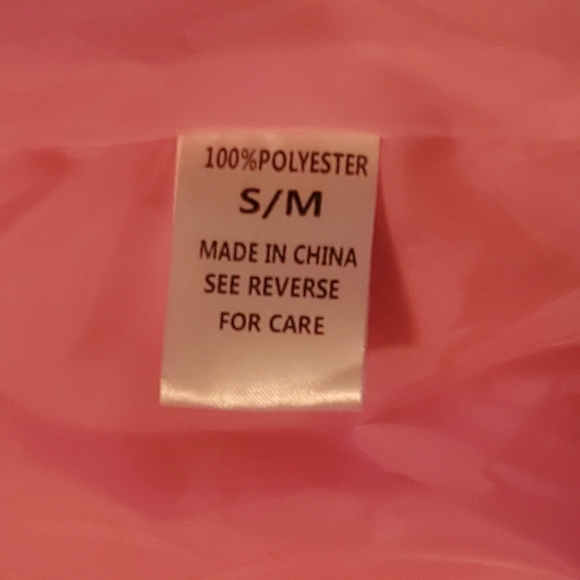 100%POLYESTER
S/M
MADE IN CHINA
SEE REVERSE
FOR CARE